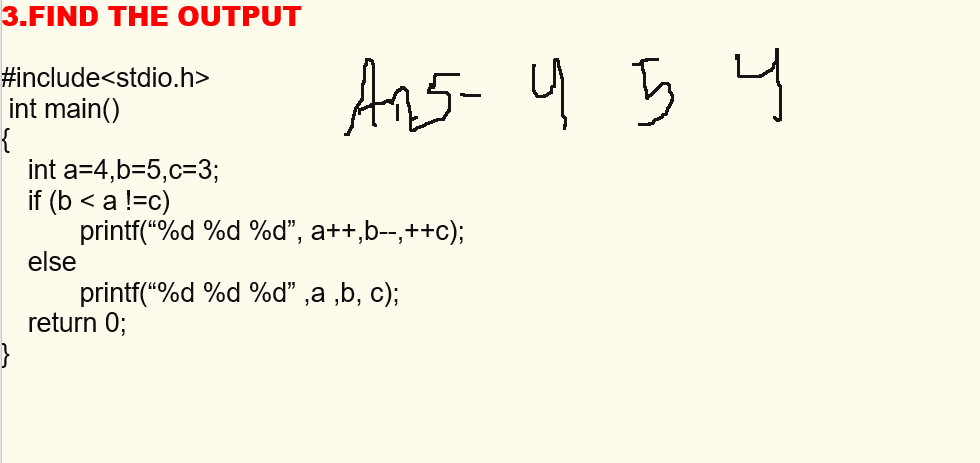 3.FIND THE OUTPUT
#include<stdio.h>
Ans- 4 5 4
int main()
{
int a=4,b=5,c=3;
if (b < a !=c)
printf(“%d %d %d”, a++,b--,++c);
else
printf(“%d %d %d” ,a ,b, c);
return 0;
}